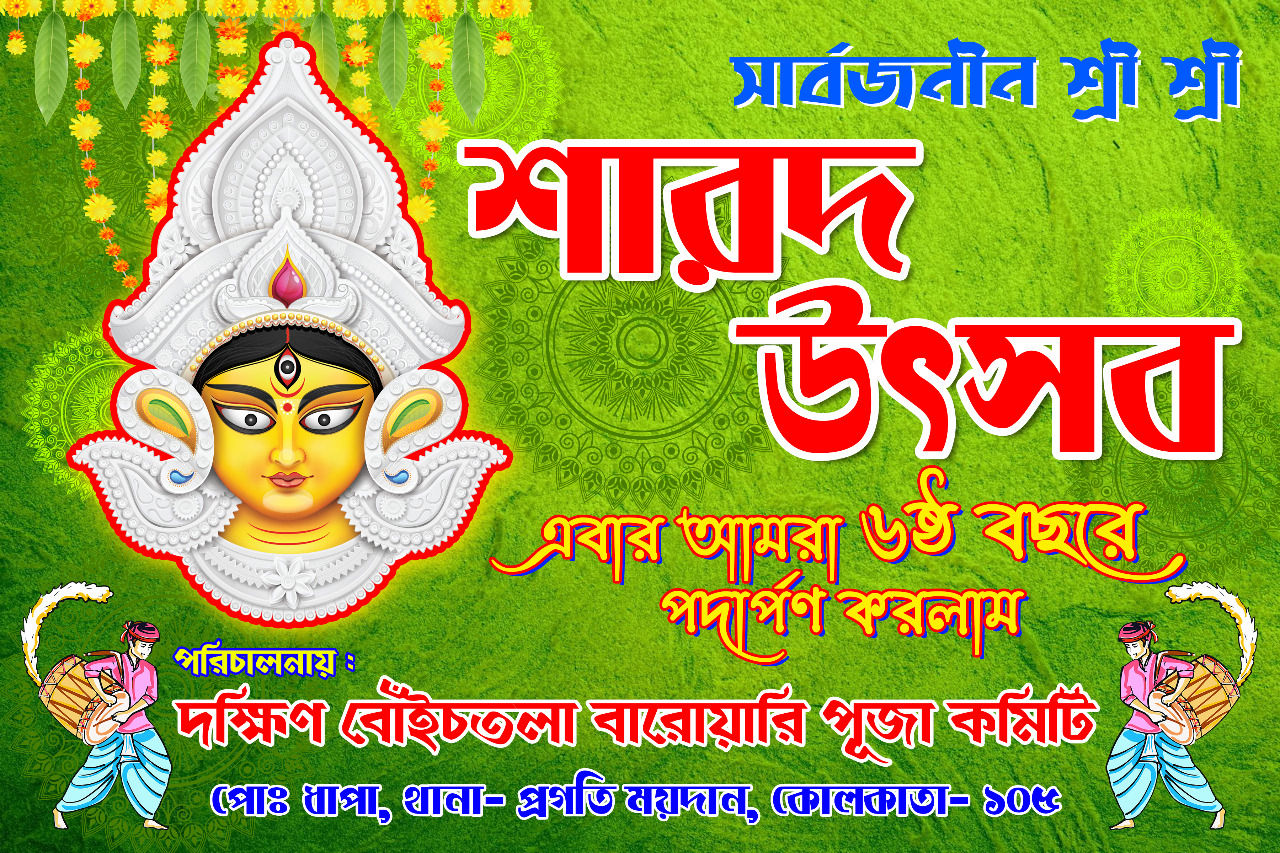 সার্বজনীন শ্রী শ্রী
শারদ
উৎসব
এবার আমরা ৬ষ্ঠ বছরে
পদার্পণ করলাম
পরিচালনায় :
দক্ষিণ বোঁইচতলা বারোয়ারি পূজা কমিটি
পোঃ ধাপা, থানা- প্রগতি ময়দান, কোলকাতা- ১০৫